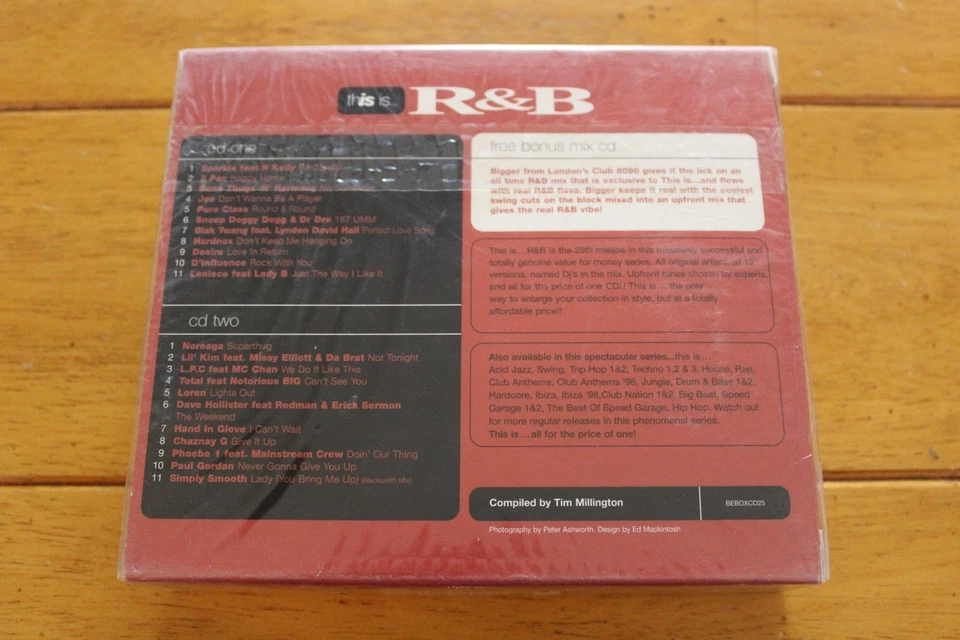 this is... R&B
cd one
1 Sparkle feat R Kelly Be Careful
2 2 Pac
3 Bone Thugs N' Harmony
4 Joe Don't Wanna Be A Player
5 Pure Class Round & Round
6 Snoop Doggy Dogg & Dr Dre 187 UMM
7 Blak Twang feat. Lynden David Hall Perfect Love Song
8 Hardnox Don't Keep Me Hanging On
9 Desire Love In Return
10 D'Influence Rock With You
11 Leniece feat Lady B Just The Way I Like It
cd two
1 Noreaga Superthug
2 Lil' Kim feat. Missy Elliott & Da Brat Not Tonight
3 L.P.C feat MC Chan We Do It Like This
4 Total feat Notorious BIG Can't See You
5 Loren Lights Out
6 Dave Hollister feat Redman & Erick Sermon
The Weekend
7 Hand In Glove I Can't Wait
8 Chaznay G Give It Up
9 Phoebe 1 feat. Mainstream Crew Doin' Our Thing
10 Paul Gordan Never Gonna Give You Up
11 Simply Smooth Lady (You Bring Me Up) (Blacksmith Mix)
free bonus mix cd
Bigger from London's Club 8090 gives it the lick on an
all time R&B mix that is exclusive to This is...and flows
with real R&B flava. Bigger keeps it real with the coolest
swing cuts on the block mixed into an upfront mix that
gives the real R&B vibe!
This is...R&B is the 25th release in this massively successful and
totally genuine value for money series. All original artists, all 12"
versions, named Dj's in the mix. Upfront tunes chosen by experts,
and all for the price of one CD!! This is... the only
way to enlarge your collection in style, but at a totally
affordable price!!
Also available in this spectacular series...this is...
Acid Jazz, Swing, Trip Hop 1&2, Techno 1,2 & 3, House, Rap,
Club Anthems, Club Anthems '98, Jungle, Drum & Bass 1&2
Hardcore, Ibiza, Ibiza '98,Club Nation 1&2, Big Beat, Speed
Garage 1&2, The Best Of Speed Garage, Hip Hop. Watch out
for more regular releases in this phenomenal series.
This is...all for the price of one!
Compiled by Tim Millington
BEBOXCD25
Photography by Peter Ashworth. Design by Ed Mackintosh